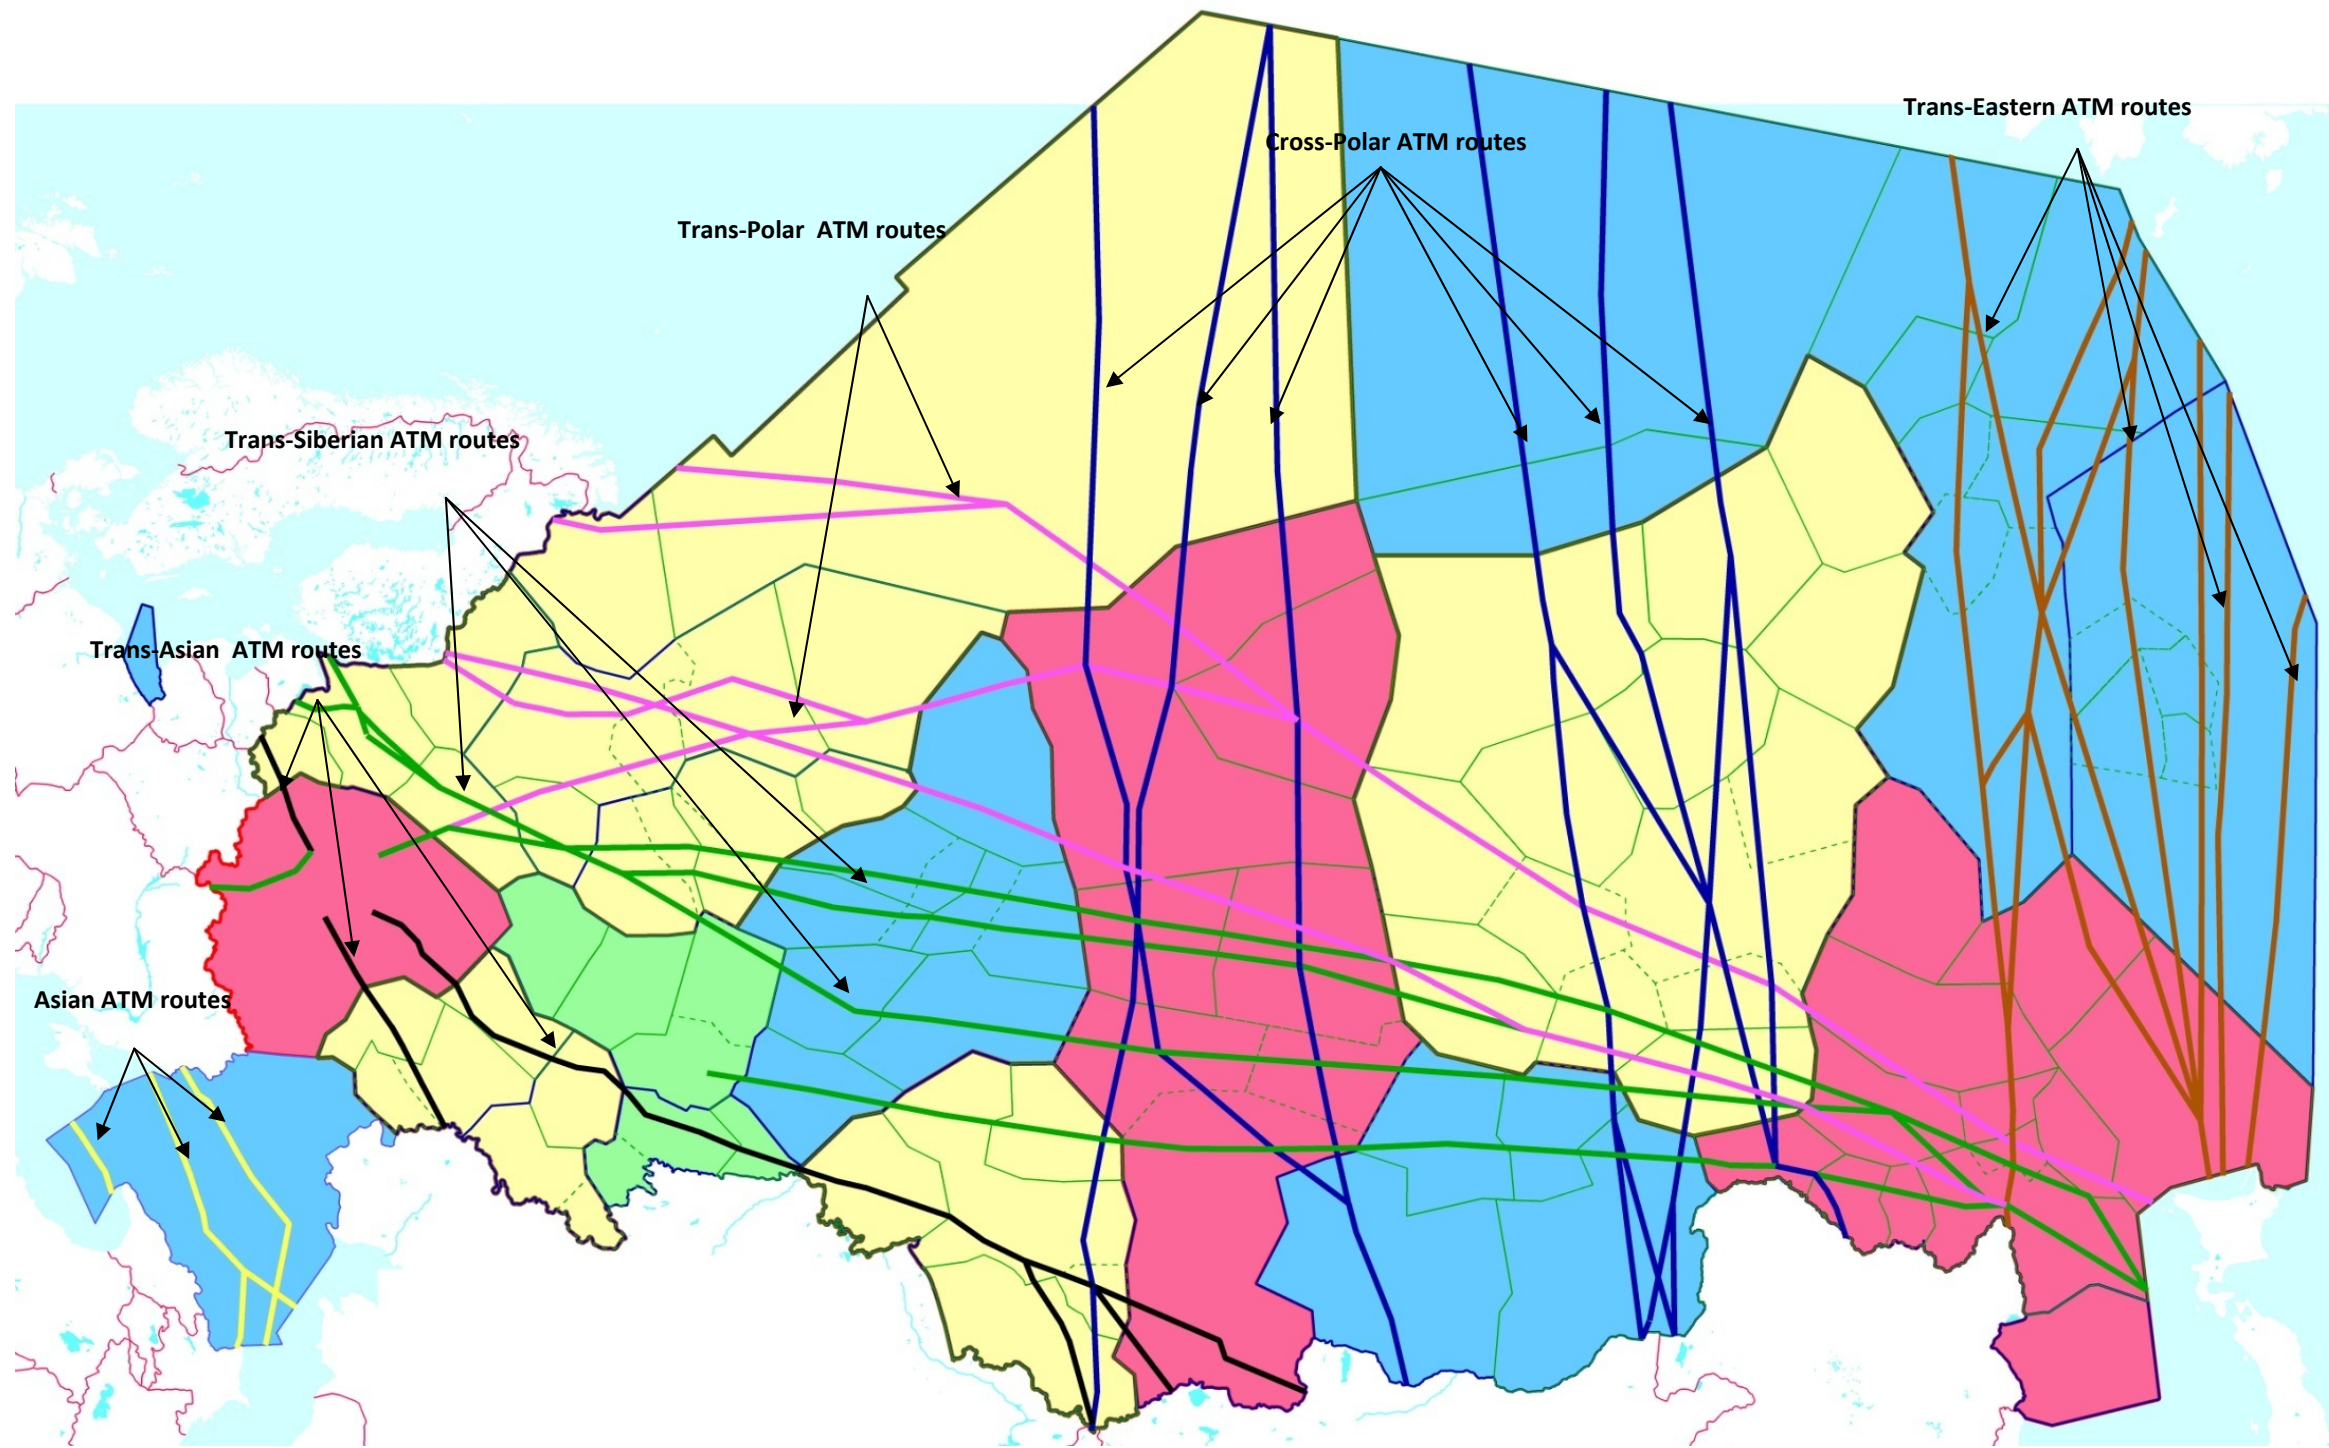 Trans-Eastern ATM routes
Cross-Polar ATM routes
Trans-Polar ATM routes
Trans-Siberian ATM routes
Trans-Asian ATM routes
Asian ATM routes